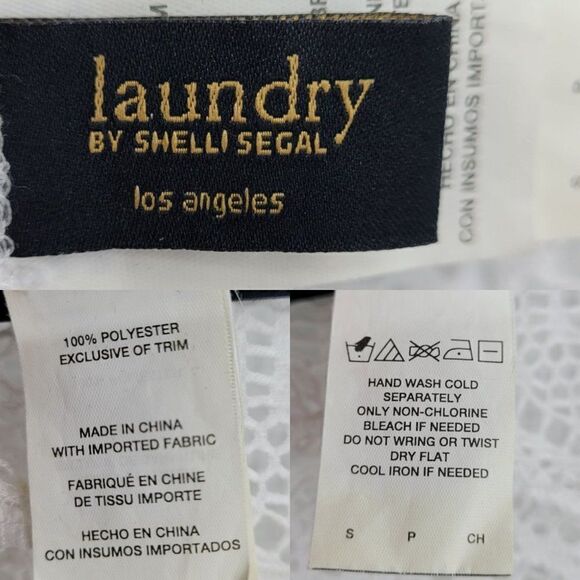 laundry
BY SHELLI SEGAL
los angeles
HECHO EN CHINA
CON INSUMOS IMPORT
100% POLYESTER
EXCLUSIVE OF TRIM
MADE IN CHINA
WITH IMPORTED FABRIC
FABRIQUÉ EN CHINE
DE TISSU IMPORTE
HECHO EN CHINA
CON INSUMOS IMPORTADOS
HAND WASH COLD
SEPARATELY
ONLY NON-CHLORINE
BLEACH IF NEEDED
DO NOT WRING OR TWIST
DRY FLAT
COOL IRON IF NEEDED
S P CH